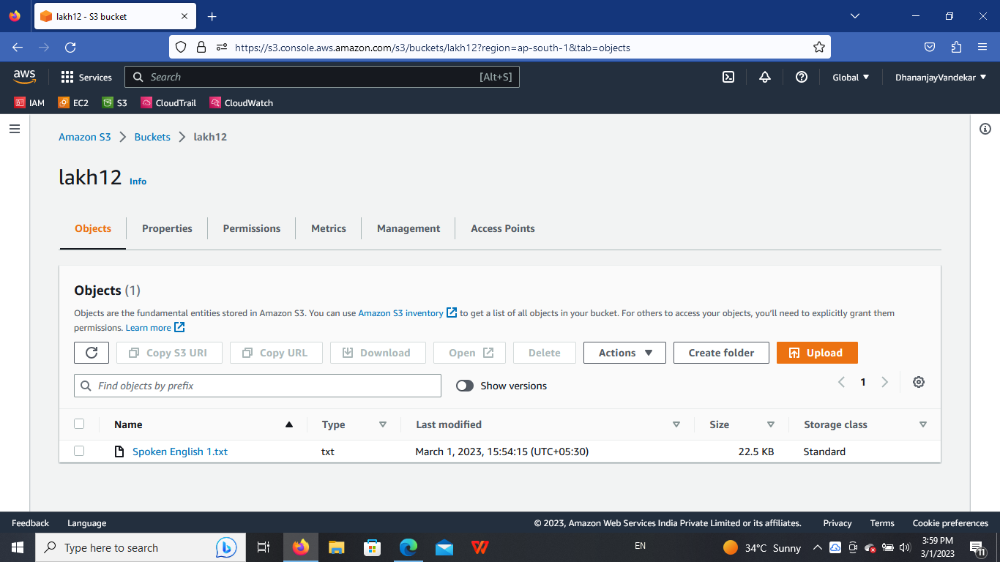 lakh12 - S3 bucket
https://s3.console.aws.amazon.com/s3/buckets/lakh12?region=ap-south-1&tab=objects
aws Services Search [Alt+S] Global DhananjayVandekar
IAM EC2 S3 CloudTrail CloudWatch
Amazon S3 Buckets lakh12
lakh12 Info
Objects Properties Permissions Metrics Management Access Points
Objects (1)
Objects are the fundamental entities stored in Amazon S3. You can use Amazon S3 inventory to get a list of all objects in your bucket. For others to access your objects, you'll need to explicitly grant them
permissions. Learn more
Copy S3 URI Copy URL Download Open Delete Actions Create folder Upload
Find objects by prefix Show versions 1
Name Type Last modified Size Storage class
Spoken English 1.txt txt March 1, 2023, 15:54:15 (UTC+05:30) 22.5 KB Standard
Feedback Language © 2023, Amazon Web Services India Private Limited or its affiliates. Privacy Terms Cookie preferences
Type here to search EN 34°C Sunny 3:59 PM
3/1/2023 11